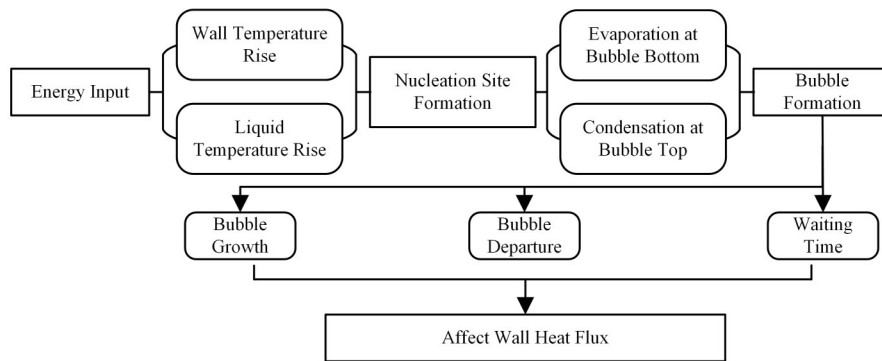 Wall Temperature
Rise
Evaporation at
Bubble Bottom
Energy Input
Nucleation Site
Formation
Bubble
Formation
Liquid
Temperature Rise
Condensation at
Bubble Top
Bubble
Growth
Bubble
Departure
Waiting
Time
Affect Wall Heat Flux